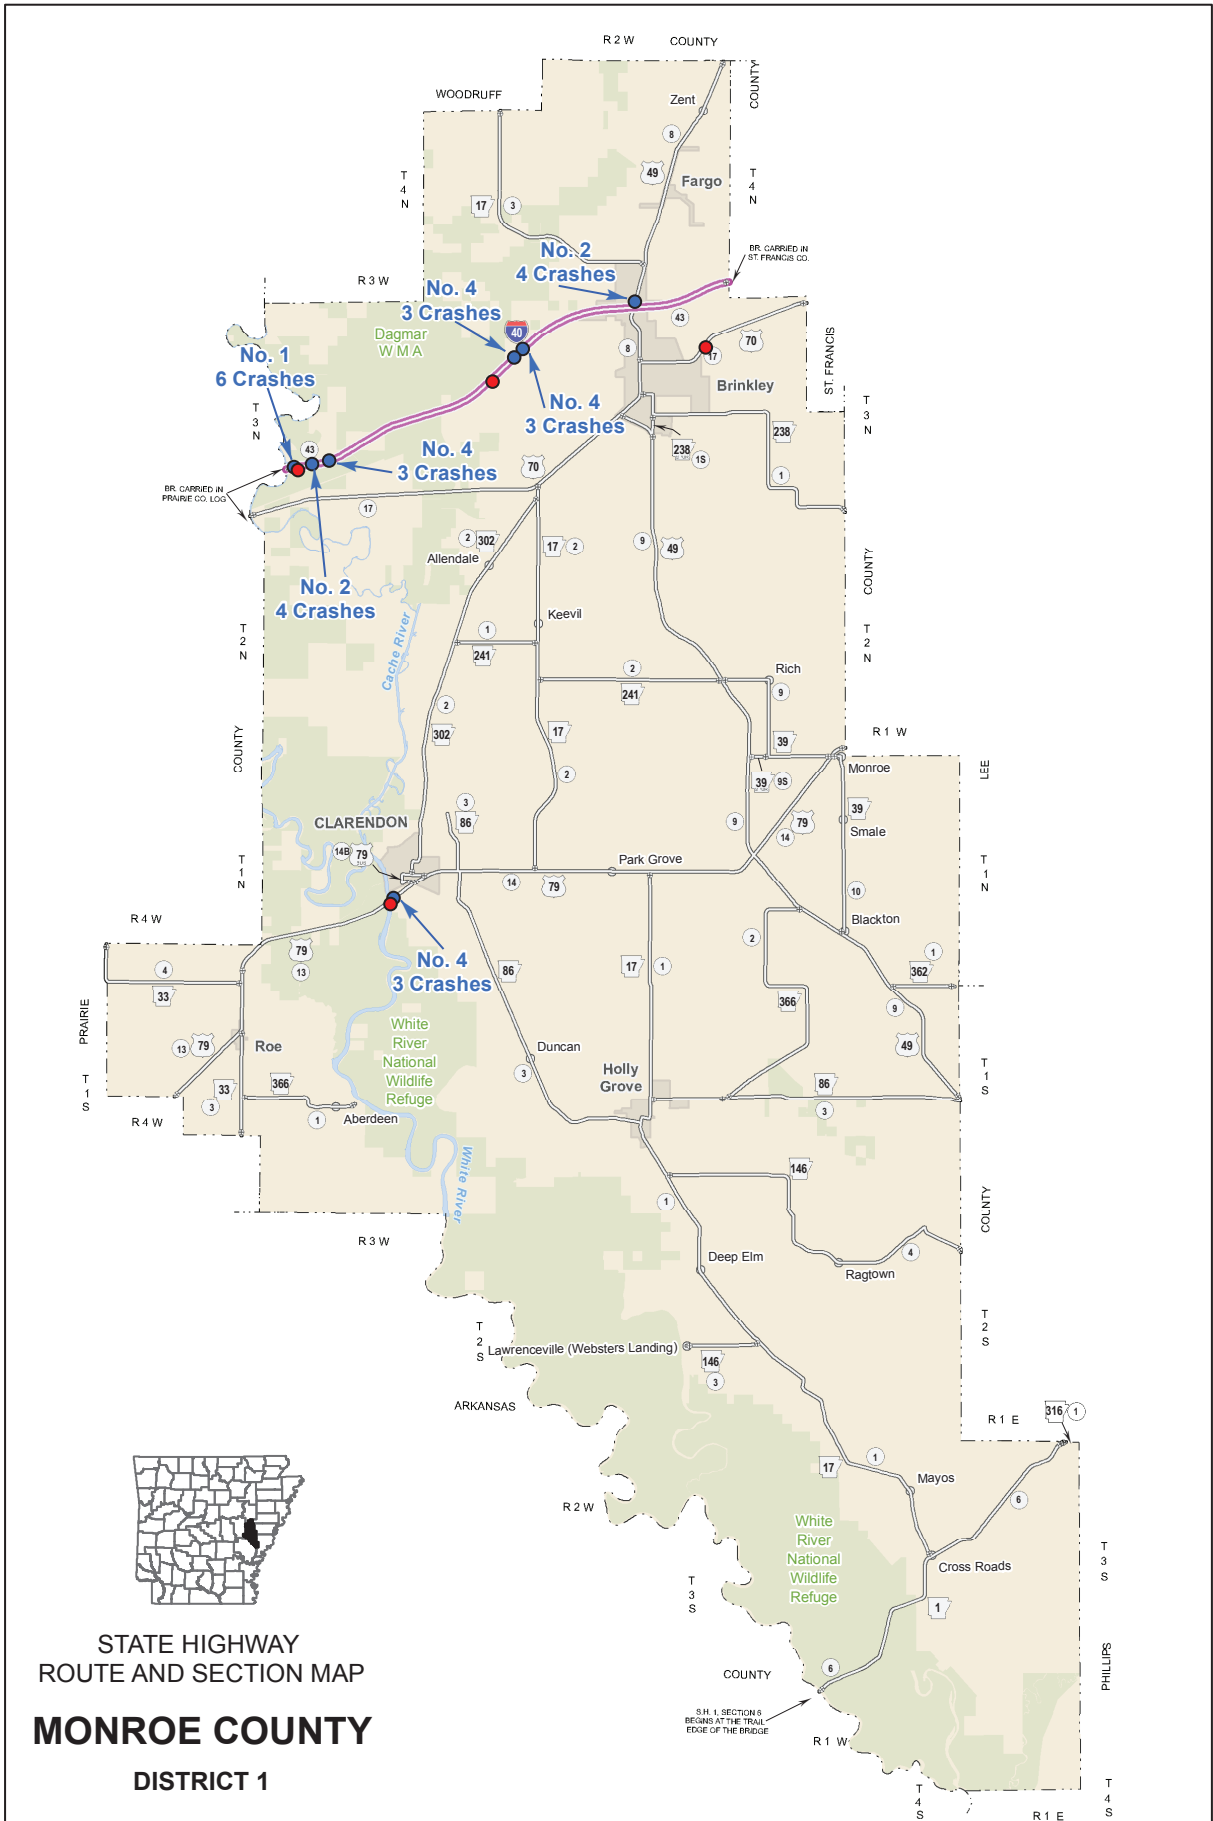 R 2 W COUNTY
WOODRUFF
COUNTY
Zent
8
49
Fargo
T
4
N
T
4
N
17
3
No. 2
4 Crashes
BR. CARRIED IN
ST. FRANCIS CO.
R 3 W
No. 4
3 Crashes
43
40
Dagmar
W M A
8
70
17
No. 1
6 Crashes
ST. FRANCIS
Brinkley
No. 4
3 Crashes
T
3
N
T
3
N
238
43
No. 4
3 Crashes
238
1S
70
1
BR. CARRIED IN
PRAIRIE CO. LOG
17
2
302
17
2
9
49
Allendale
COUNTY
No. 2
4 Crashes
Keevil
Cache River
1
241
T
2
N
T
2
N
2
241
Rich
9
2
302
17
R 1 W
39
COUNTY
Monroe
LEE
2
39
9S
3
86
39
CLARENDON
9
79
14
Smale
14B
79
Park Grove
T
1
N
T
1
N
14
79
10
R 4 W
Blackton
79
13
No. 4
3 Crashes
2
1
362
4
33
86
17
1
366
9
PRAIRIE
White
River
National
Wildlife
Refuge
49
13
79
Roe
Duncan
3
Holly
Grove
T
1
S
T
1
S
33
3
366
86
3
R 4 W
1
Aberdeen
White River
146
1
COUNTY
R 3 W
4
Deep Elm
Ragtown
T
2
S
T
2
S
Lawrenceville (Websters Landing)
146
3
ARKANSAS
316
1
R 1 E
17
1
Mayos
R 2 W
6
White
River
National
Wildlife
Refuge
T
3
S
Cross Roads
T
3
S
1
STATE HIGHWAY
ROUTE AND SECTION MAP
COUNTY
6
PHILLIPS
S.H. 1, SECTION 6
BEGINS AT THE TRAIL
EDGE OF THE BRIDGE
MONROE COUNTY
R 1 W
DISTRICT 1
T
4
S
T
4
S
R 1 E